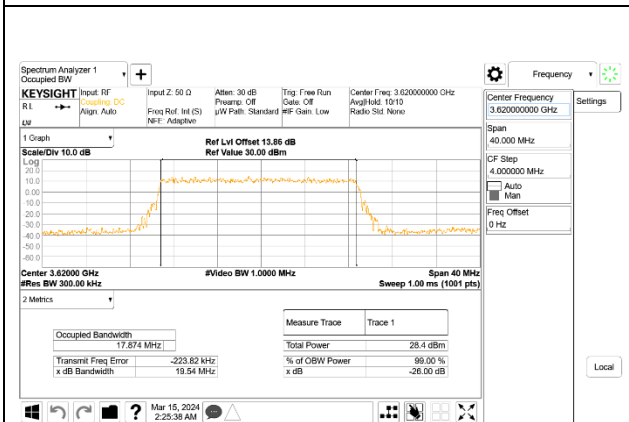 Spectrum Analyzer 1
Occupied BW
Frequency
KEYSIGHT
Input: RF
Coupling: DC
Align: Auto
Input Z: 50 Ω
Freq Ref: Int (S)
NFE: Adaptive
Atten: 30 dB
Preamp: Off
µW Path: Standard
Trig: Free Run
Gate: Off
#IF Gain: Low
Center Freq: 3.620000000 GHz
Avg|Hold: 10/10
Radio Std: None
R L
Center Frequency
3.620000000 GHz
Settings
Span
40.000 MHz
CF Step
4.000000 MHz
Auto
Man
Freq Offset
0 Hz
1 Graph
Scale/Div 10.0 dB
Ref Lvl Offset 13.86 dB
Ref Value 30.00 dBm
Log
20.0
10.0
0.00
-10.0
-20.0
-30.0
-40.0
-50.0
-60.0
Center 3.62000 GHz
#Res BW 300.00 kHz
#Video BW 1.0000 MHz
Span 40 MHz
Sweep 1.00 ms (1001 pts)
2 Metrics
Measure Trace
Trace 1
Occupied Bandwidth
17.874 MHz
Total Power
28.4 dBm
Transmit Freq Error
-223.82 kHz
% of OBW Power
99.00 %
x dB Bandwidth
19.54 MHz
x dB
-26.00 dB
Local
?
Mar 15, 2024
2:25:38 AM